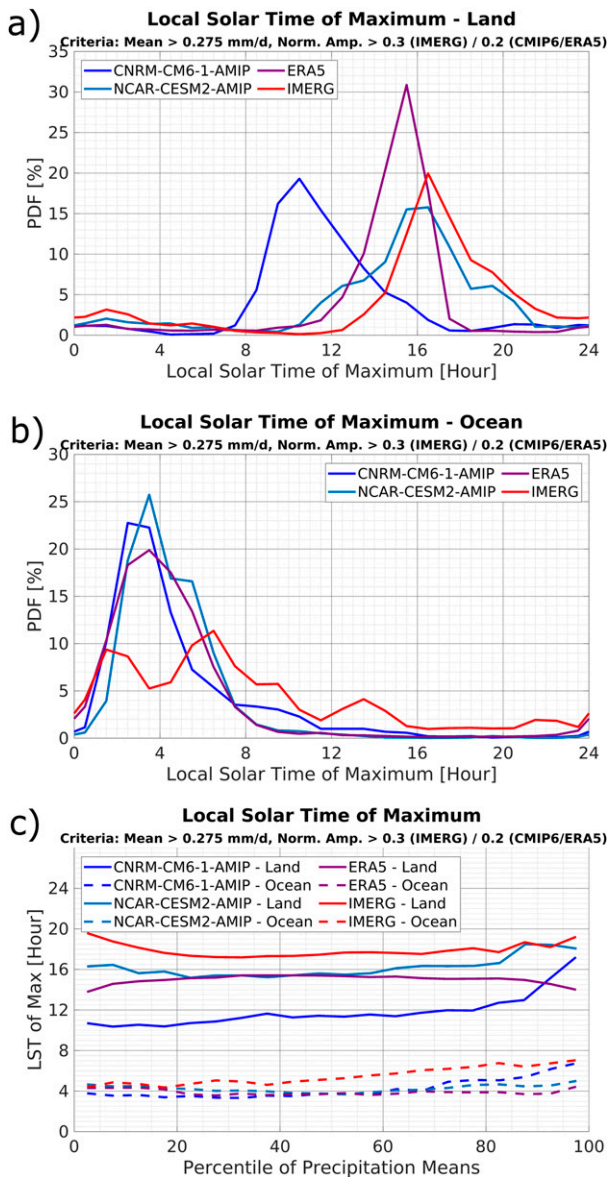 a)
Local Solar Time of Maximum - Land
Criteria: Mean > 0.275 mm/d, Norm. Amp. > 0.3 (IMERG) / 0.2 (CMIP6/ERA5)
CNRM-CM6-1-AMIP ERA5
NCAR-CESM2-AMIP IMERG
PDF [%]
35
30
25
20
15
10
5
0
0 4 8 12 16 20 24
Local Solar Time of Maximum [Hour]
b)
Local Solar Time of Maximum - Ocean
Criteria: Mean > 0.275 mm/d, Norm. Amp. > 0.3 (IMERG) / 0.2 (CMIP6/ERA5)
CNRM-CM6-1-AMIP ERA5
NCAR-CESM2-AMIP IMERG
PDF [%]
30
25
20
15
10
5
0
0 4 8 12 16 20 24
Local Solar Time of Maximum [Hour]
c)
Local Solar Time of Maximum
Criteria: Mean > 0.275 mm/d, Norm. Amp. > 0.3 (IMERG) / 0.2 (CMIP6/ERA5)
CNRM-CM6-1-AMIP - Land ERA5 - Land
CNRM-CM6-1-AMIP - Ocean ERA5 - Ocean
NCAR-CESM2-AMIP - Land IMERG - Land
NCAR-CESM2-AMIP - Ocean IMERG - Ocean
LST of Max [Hour]
24
20
16
12
8
4
0
0 20 40 60 80 100
Percentile of Precipitation Means